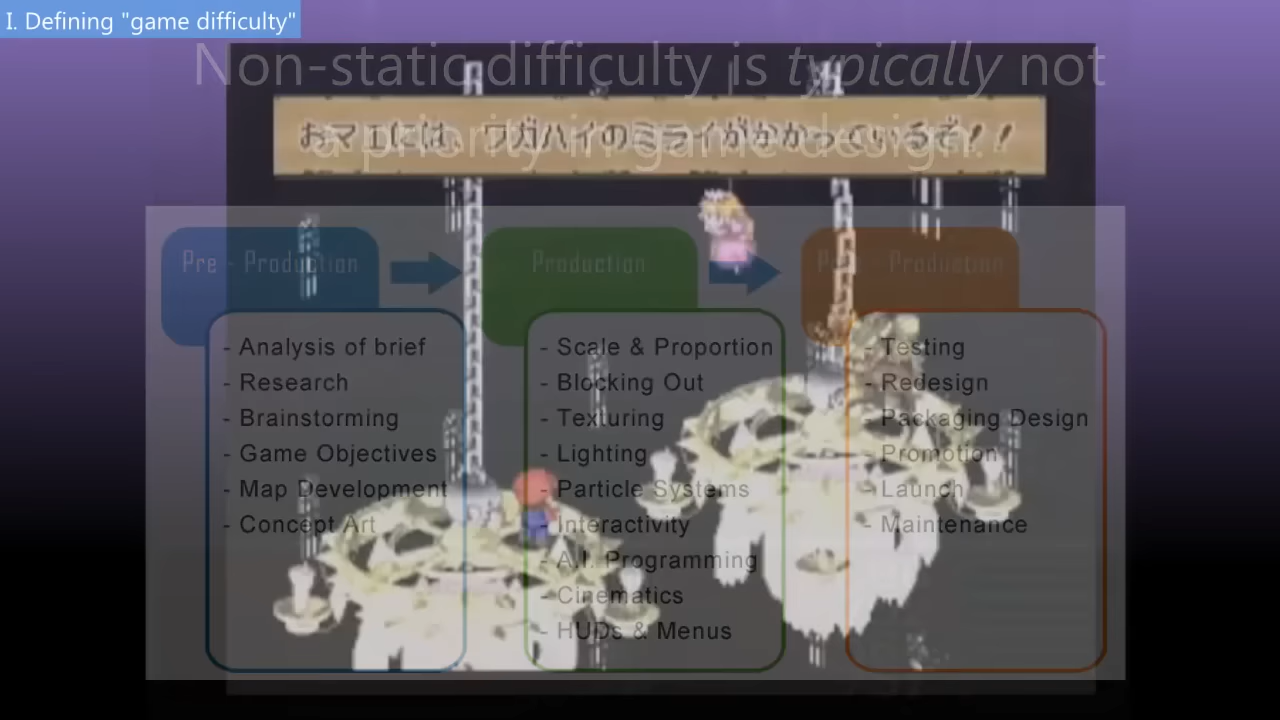 I. Defining "game difficulty"
Non-static difficulty is typically not
a priority in game design.
おマエには、ワガハイのミライがかかっているぞ！！
Pre - Production
Production
Production
- Analysis of brief
- Research
- Brainstorming
- Game Objectives
- Map Development
- Concept Art
- Scale & Proportion
- Blocking Out
- Texturing
- Lighting
- Particle Systems
- Interactivity
- A.I. Programming
- Cinematics
- HUDs & Menus
- Testing
- Redesign
- Packaging Design
- Promotion
- Launch
- Maintenance